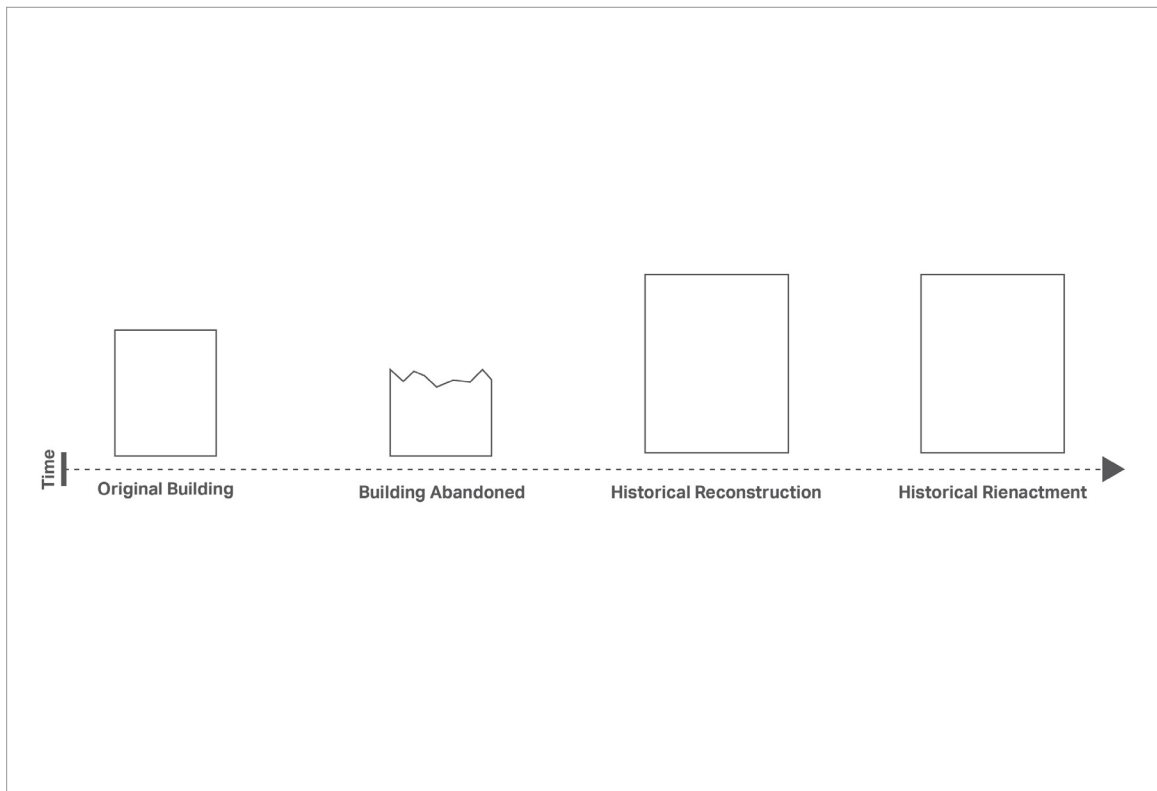 Time
Original Building
Building Abandoned
Historical Reconstruction
Historical Rienactment